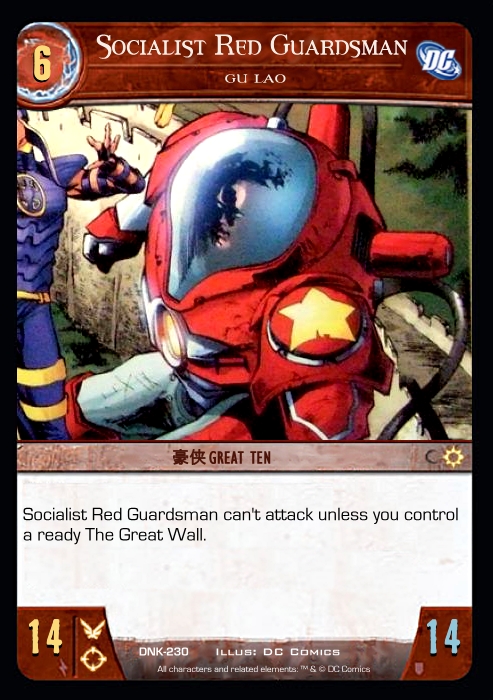 6
SOCIALIST RED GUARDSMAN
DC
GU LAO
豪侠 GREAT TEN
Socialist Red Guardsman can't attack unless you control
a ready The Great Wall.
14
14
DNK-230 ILLUS: DC COMICS
All characters and related elements: ™ & © DC Comics